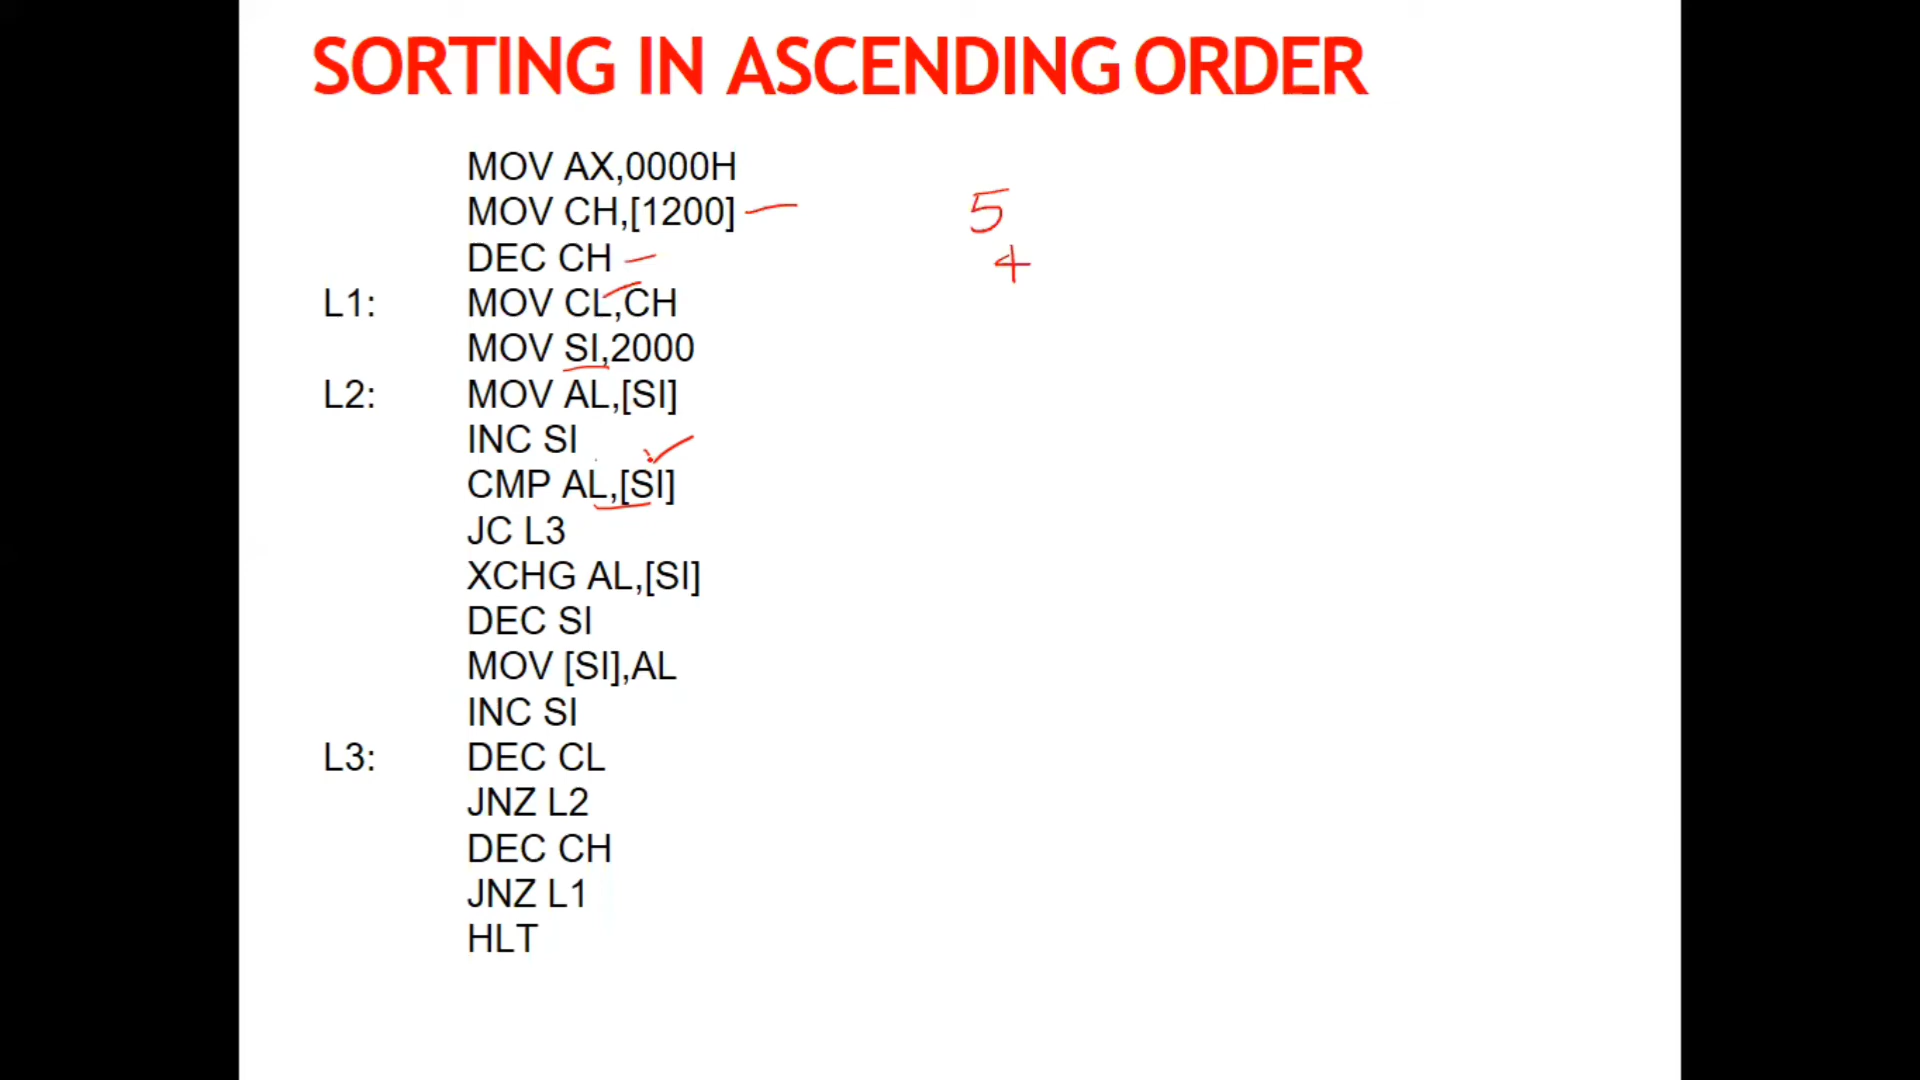 SORTING IN ASCENDING ORDER
MOV AX,0000H
MOV CH,[1200] 5
DEC CH 4
L1: MOV CL,CH
MOV SI,2000
L2: MOV AL,[SI]
INC SI
CMP AL,[SI]
JC L3
XCHG AL,[SI]
DEC SI
MOV [SI],AL
INC SI
L3: DEC CL
JNZ L2
DEC CH
JNZ L1
HLT